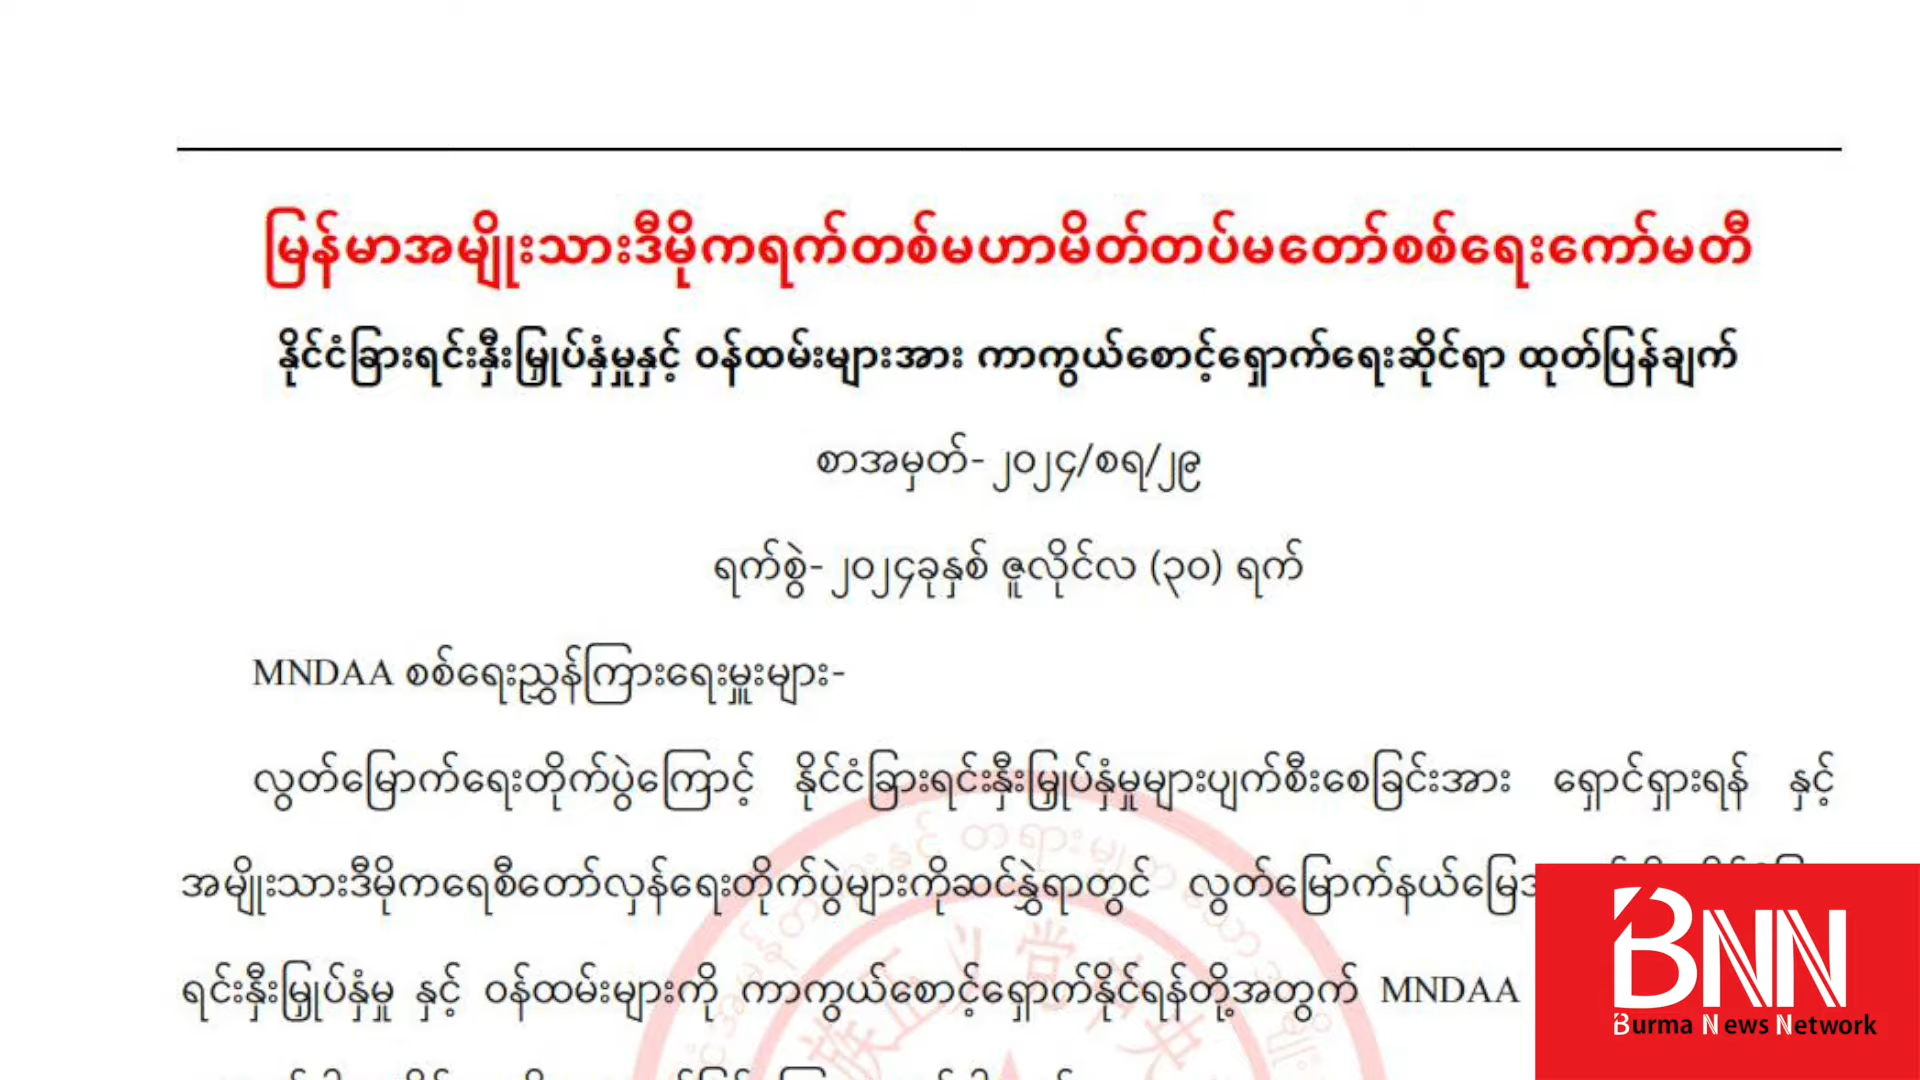 မြန်မာအမျိုးသားဒီမိုကရက်တစ်မဟာမိတ်တပ်မတော်စစ်ရေးကော်မတီ
နိုင်ငံခြားရင်းနှီးမြှုပ်နှံမှုနှင့် ဝန်ထမ်းများအား ကာကွယ်စောင့်ရှောက်ရေးဆိုင်ရာ ထုတ်ပြန်ချက်
စာအမှတ်-၂၀၂၄/စရ/၂၉
ရက်စွဲ-၂၀၂၄ခုနှစ် ဇူလိုင်လ (၃၀) ရက်
MNDAA စစ်ရေးညွှန်ကြားရေးမှူးများ-
လွတ်မြောက်ရေးတိုက်ပွဲကြောင့် နိုင်ငံခြားရင်းနှီးမြှုပ်နှံမှုများပျက်စီးစေခြင်းအား ရှောင်ရှားရန် နှင့်
အမျိုးသားဒီမိုကရေစီတော်လှန်ရေးတိုက်ပွဲများကိုဆင်နွှဲရာတွင် လွတ်မြောက်နယ်မြေ
ရင်းနှီးမြှုပ်နှံမှု နှင့် ဝန်ထမ်းများကို ကာကွယ်စောင့်ရှောက်နိုင်ရန်တို့အတွက် MNDAA
BNN
Burma News Network